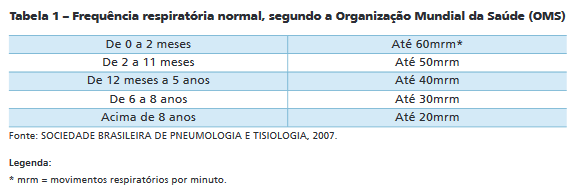 Tabela 1 – Frequência respiratória normal, segundo a Organização Mundial da Saúde (OMS)
De 0 a 2 meses Até 60mrm*
De 2 a 11 meses Até 50mrm
De 12 meses a 5 anos Até 40mrm
De 6 a 8 anos Até 30mrm
Acima de 8 anos Até 20mrm
Fonte: SOCIEDADE BRASILEIRA DE PNEUMOLOGIA E TISIOLOGIA, 2007.
Legenda:
* mrm = movimentos respiratórios por minuto.